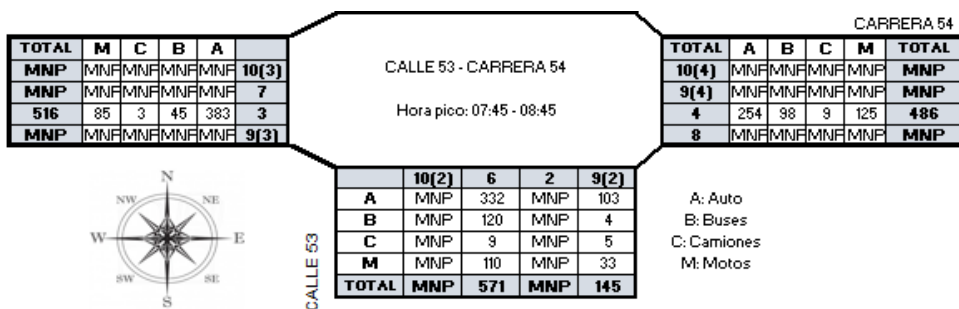 CARRERA 54
TOTAL M C B A
MNP MNP MNP MNP MNP 10(3)
MNP MNP MNP MNP MNP 7
516 85 3 45 383 3
MNP MNP MNP MNP MNP 9(3)
CALLE 53 - CARRERA 54
Hora pico: 07:45 - 08:45
TOTAL A B C M TOTAL
10(4) MNP MNP MNP MNP MNP
9(4) MNP MNP MNP MNP MNP
4 254 98 9 125 486
8 MNP MNP MNP MNP MNP
N
NW NE
W E
SW SE
S
CALLE 53
10(2) 6 2 9(2)
A MNP 332 MNP 103
B MNP 120 MNP 4
C MNP 9 MNP 5
M MNP 110 MNP 33
TOTAL MNP 571 MNP 145
A: Auto
B: Buses
C: Camiones
M: Motos